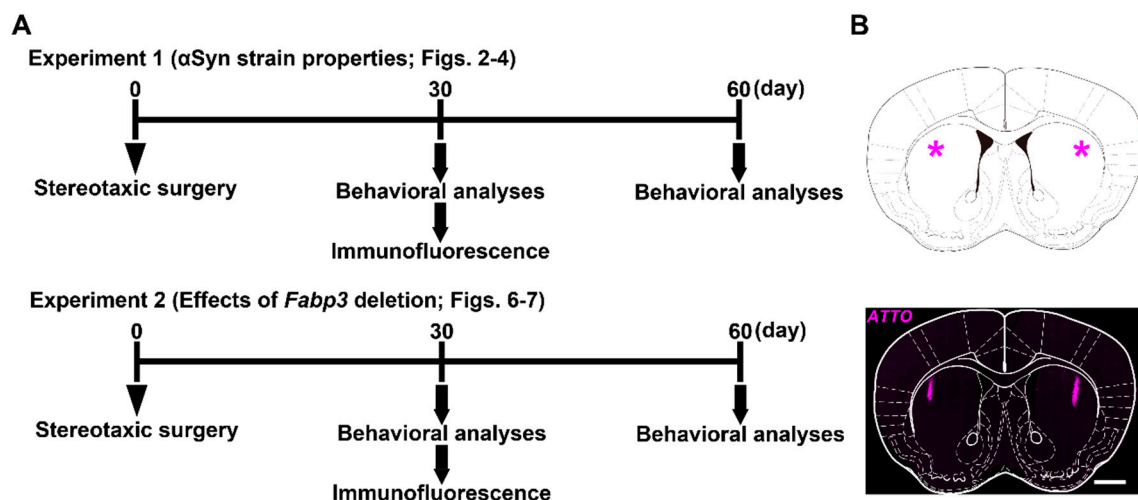 A
Experiment 1 (αSyn strain properties; Figs. 2-4)
0 30 60 (day)
Stereotaxic surgery Behavioral analyses Behavioral analyses
Immunofluorescence
Experiment 2 (Effects of Fabp3 deletion; Figs. 6-7)
0 30 60 (day)
Stereotaxic surgery Behavioral analyses Behavioral analyses
Immunofluorescence
B
*
*
ATTO